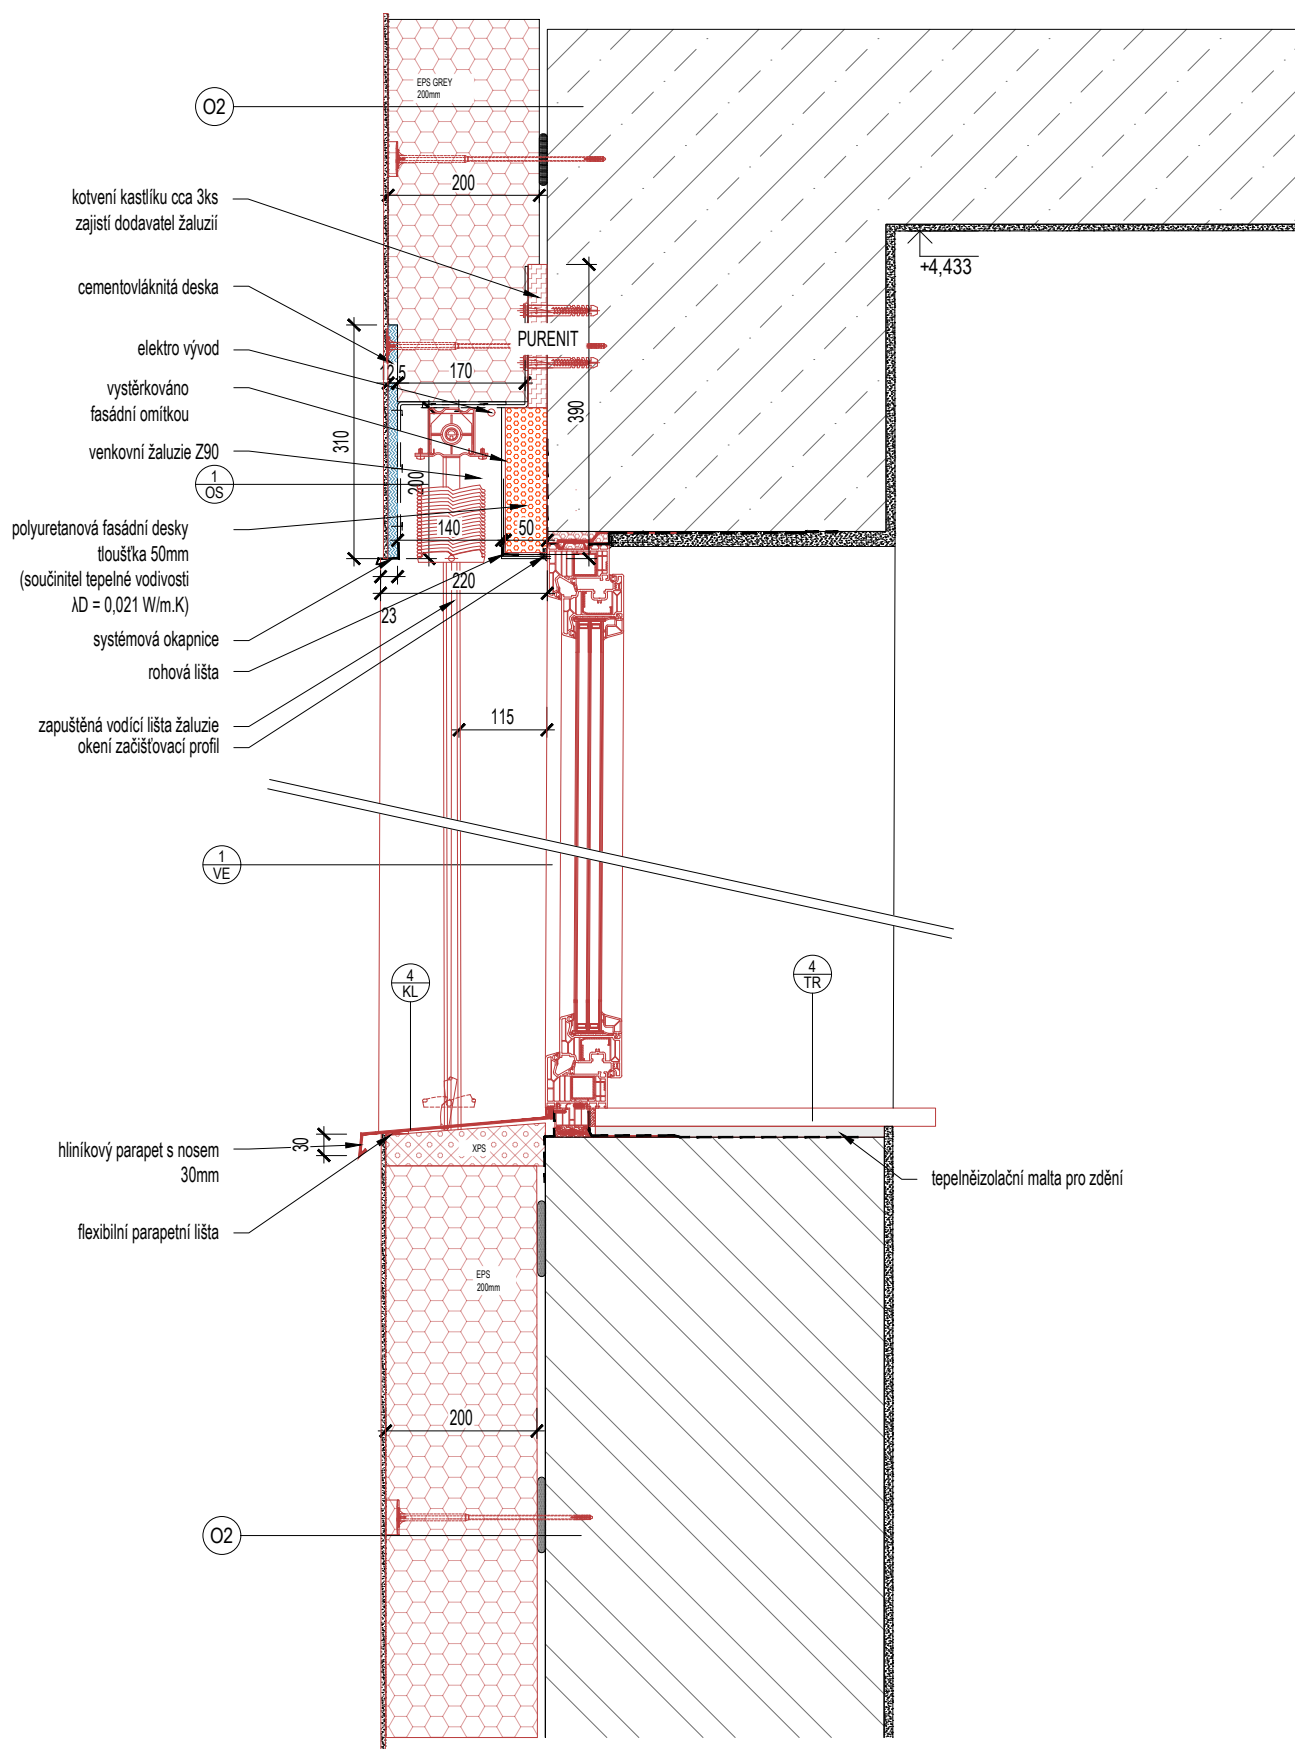 EPS GREY
200mm
O2
200
kotvení kastlíku cca 3ks
zajistí dodavatel žaluzií
+4,433
cementovláknitá deska
PURENIT
elektro vývod
12,5
170
vystěrkováno
fasádní omítkou
390
310
venkovní žaluzie Z90
1
OS
200
polyuretanová fasádní desky
tloušťka 50mm
(součinitel tepelné vodivosti
λD = 0,021 W/m.K)
140
50
220
23
systémová okapnice
rohová lišta
zapuštěná vodící lišta žaluzie
okení začišťovací profil
115
1
VE
4
KL
4
TR
30
hliníkový parapet s nosem
30mm
XPS
tepelněizolační malta pro zdění
flexibilní parapetní lišta
EPS
200mm
200
O2